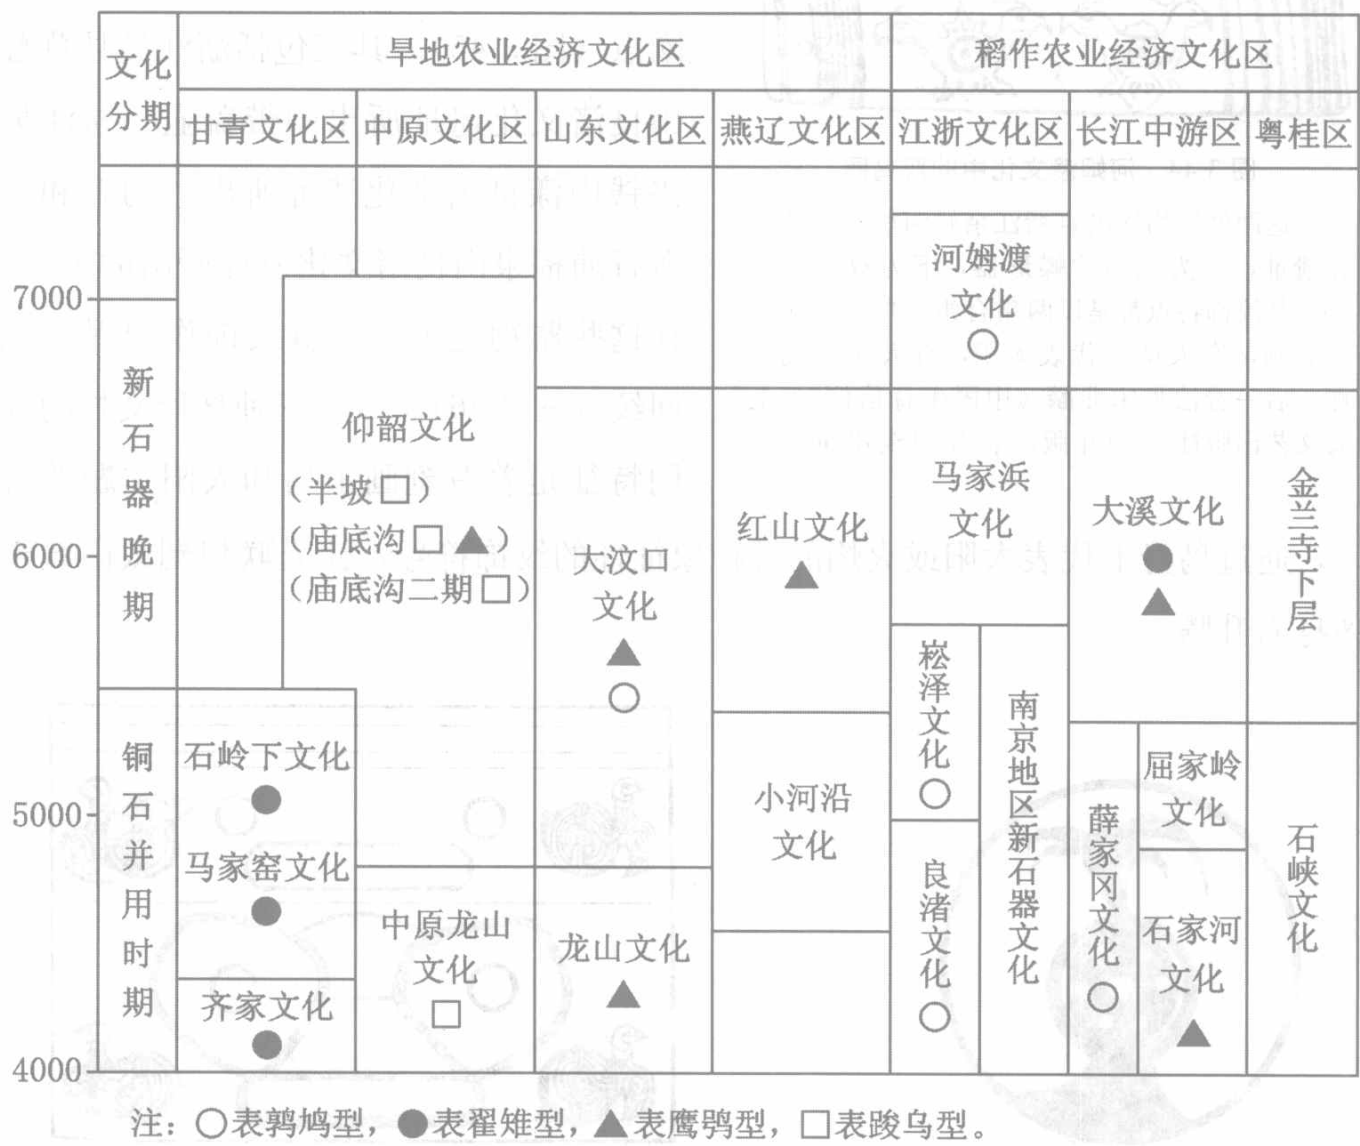 文化分期
旱地农业经济文化区
稻作农业经济文化区
甘青文化区
中原文化区
山东文化区
燕辽文化区
江浙文化区
长江中游区
粤桂区
7000
6000
5000
4000
新石器晚期
铜石并用时期
石岭下文化
●
马家窑文化
●
齐家文化
●
仰韶文化
（半坡□）
（庙底沟□▲）
（庙底沟二期□）
中原龙山
文化
□
大汶口
文化
▲
○
龙山文化
▲
红山文化
▲
小河沿
文化
河姆渡
文化
○
马家浜
文化
崧泽文化
○
良渚文化
○
南京地区新石器文化
大溪文化
●
▲
薛家冈文化
○
屈家岭
文化
石家河
文化
▲
金兰寺下层
石峡文化
注：○表鹑鸠型，●表翟雉型，▲表鹰鸮型，□表踆乌型。